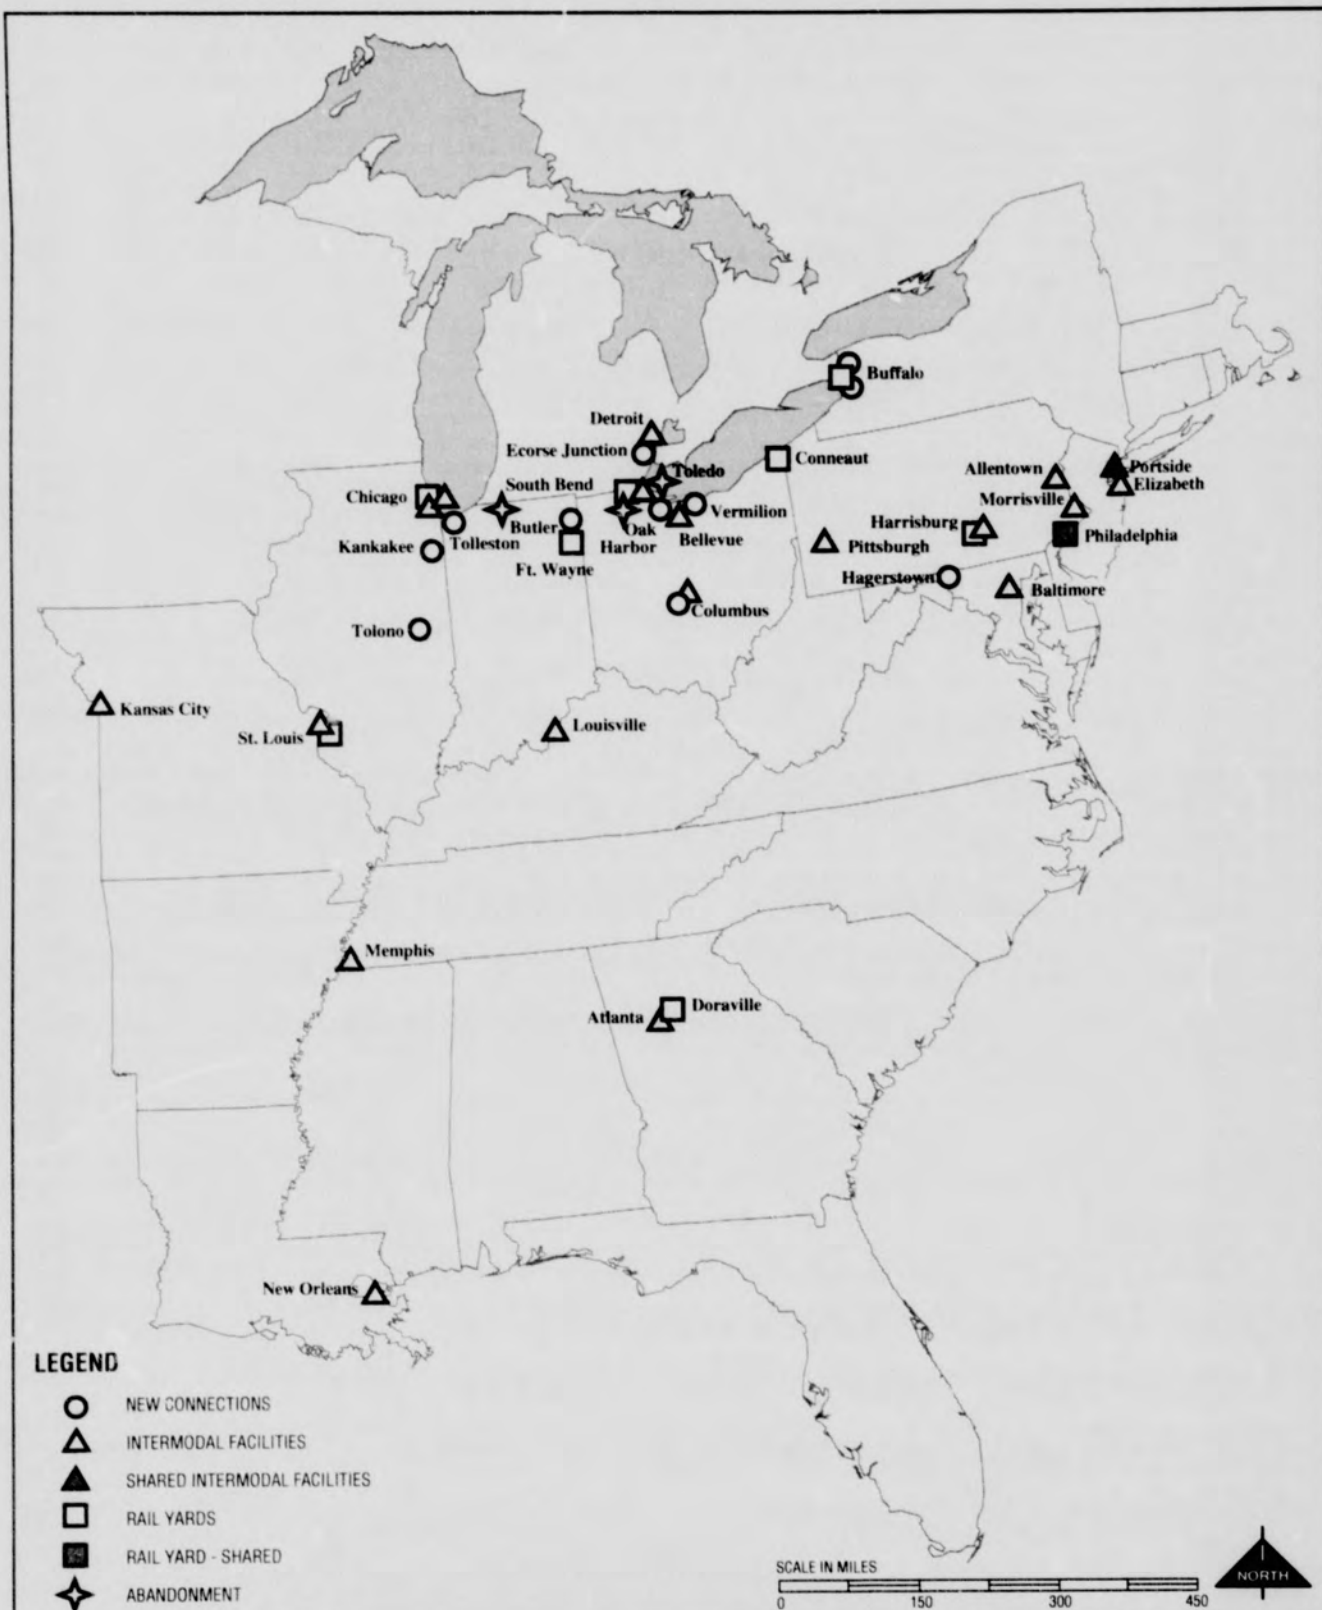 Buffalo
Detroit
Ecorse Junction
Conneaut
Toledo
Allentown
Portside
Elizabeth
South Bend
Chicago
Morrisville
Butler
Vermilion
Harrisburg
Philadelphia
Oak
Harbor
Bellevue
Tolleston
Kankakee
Pittsburgh
Ft. Wayne
Hagerstown
Baltimore
Columbus
Tolono
Kansas City
Louisville
St. Louis
Memphis
Doraville
Atlanta
New Orleans
LEGEND
NEW CONNECTIONS
INTERMODAL FACILITIES
SHARED INTERMODAL FACILITIES
RAIL YARDS
RAIL YARD - SHARED
ABANDONMENT
SCALE IN MILES
0 150 300 450
NORTH